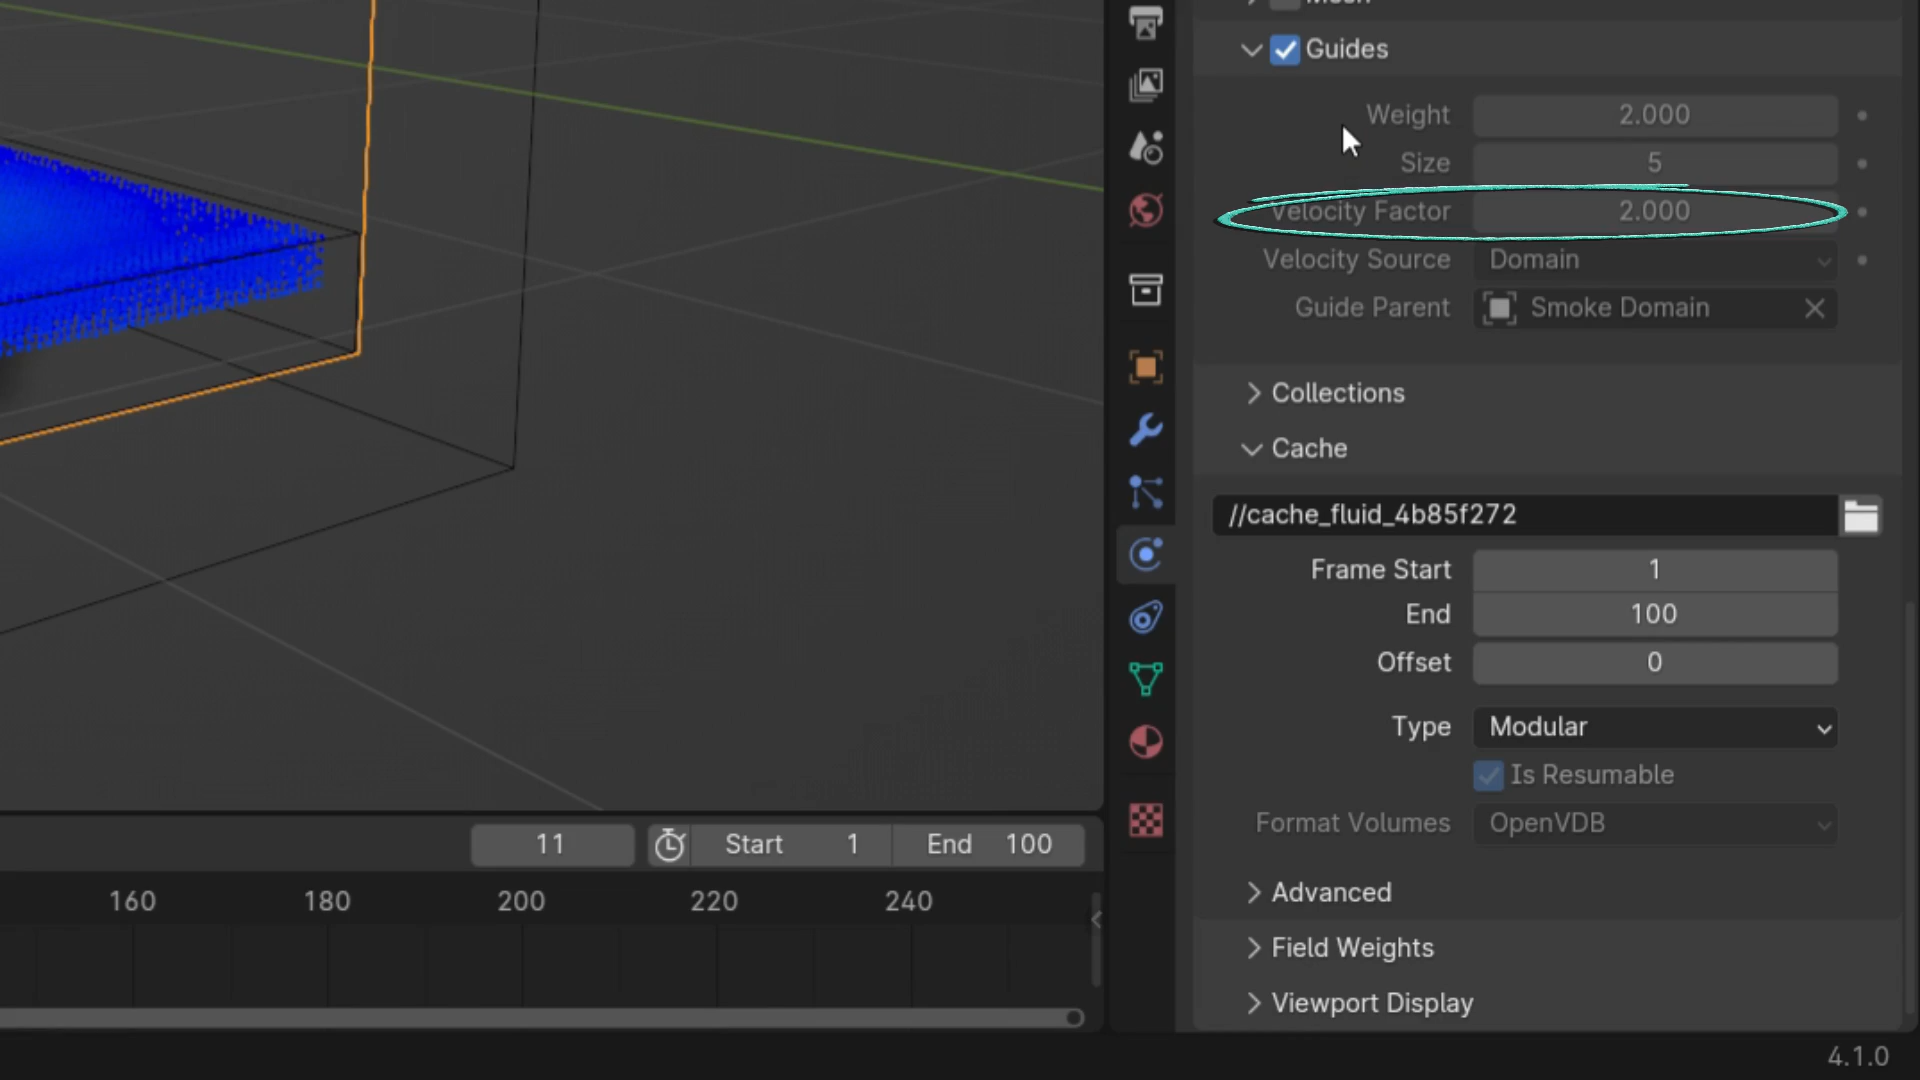 Guides
Weight 2.000
Size 5
Velocity Factor 2.000
Velocity Source Domain
Guide Parent Smoke Domain
Collections
Cache
//cache_fluid_4b85f272
Frame Start 1
End 100
Offset 0
Type Modular
Is Resumable
Format Volumes OpenVDB
11 Start 1 End 100
Advanced
160 180 200 220 240
Field Weights
Viewport Display
4.1.0